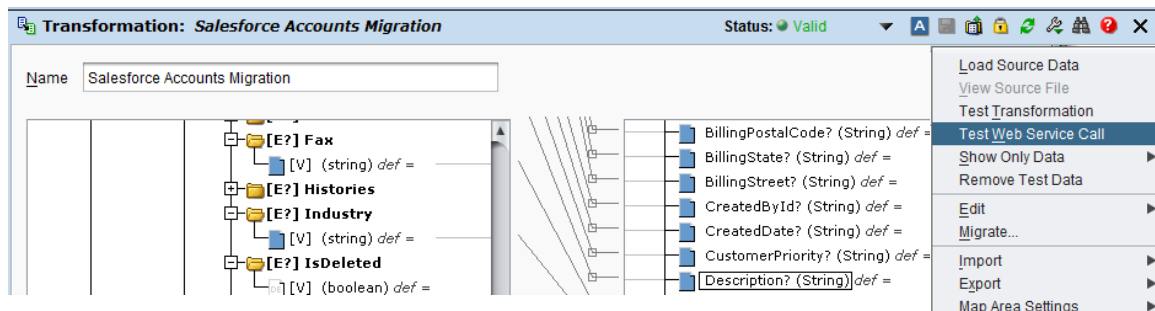 Transformation: Salesforce Accounts Migration
Status: Valid
A
?
Name
Salesforce Accounts Migration
[E?] Fax
[V] (string) def =
[E?] Histories
[E?] Industry
[V] (string) def =
[E?] IsDeleted
[V] (boolean) def =
BillingPostalCode? (String) def =
BillingState? (String) def =
BillingStreet? (String) def =
CreatedById? (String) def =
CreatedDate? (String) def =
CustomerPriority? (String) def =
Description? (String) def =
Load Source Data
View Source File
Test Transformation
Test Web Service Call
Show Only Data
Remove Test Data
Edit
Migrate...
Import
Export
Map Area Settings